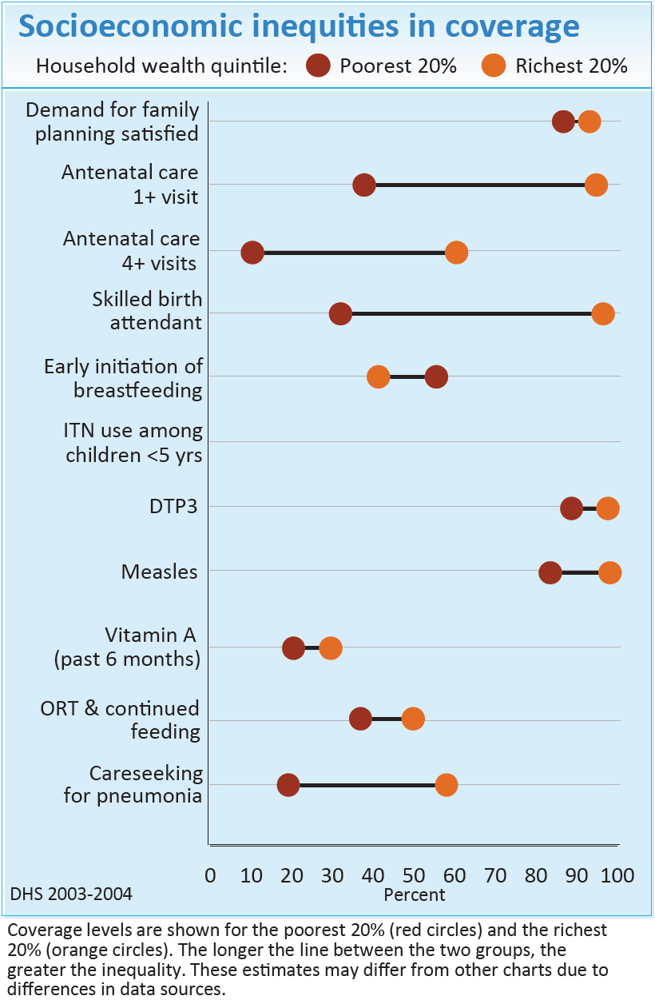 Socioeconomic inequities in coverage
Household wealth quintile: Poorest 20% Richest 20%
Demand for family
planning satisfied
Antenatal care
1+ visit
Antenatal care
4+ visits
Skilled birth
attendant
Early initiation of
breastfeeding
ITN use among
children <5 yrs
DTP3
Measles
Vitamin A
(past 6 months)
ORT & continued
feeding
Careseeking
for pneumonia
0 10 20 30 40 50 60 70 80 90 100
Percent
DHS 2003-2004
Coverage levels are shown for the poorest 20% (red circles) and the richest
20% (orange circles). The longer the line between the two groups, the
greater the inequality. These estimates may differ from other charts due to
differences in data sources.